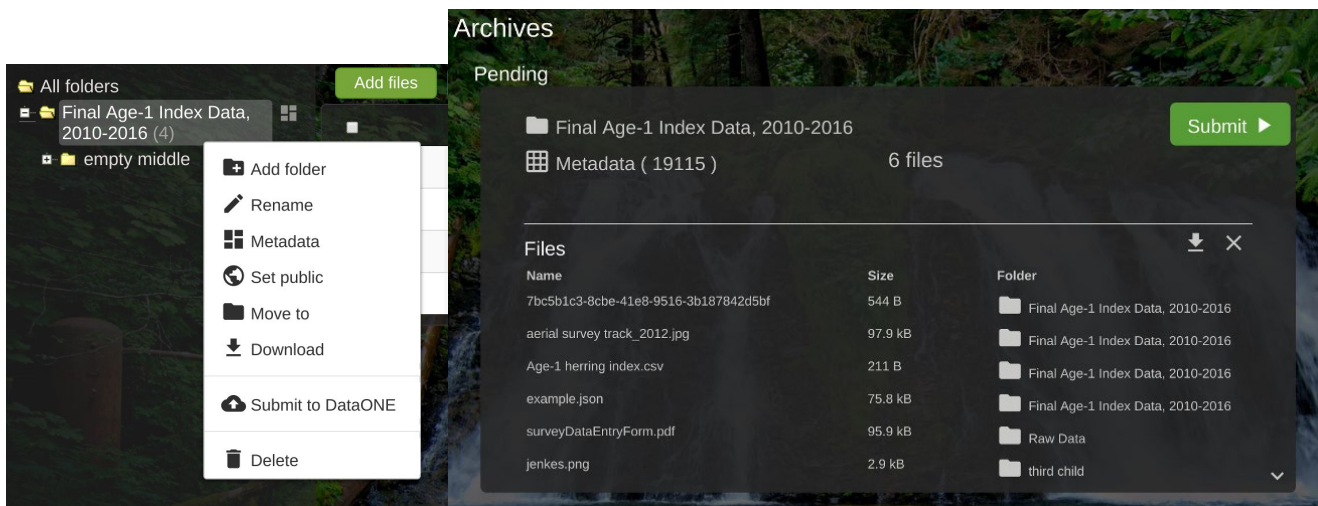 All folders
Add files
Final Age-1 Index Data,
2010-2016 (4)
empty middle
Add folder
Rename
Metadata
Set public
Move to
Download
Submit to DataONE
Delete
Archives
Pending
Final Age-1 Index Data, 2010-2016
Submit
Metadata ( 19115 )
6 files
Files
Name Size Folder
7bc5b1c3-8cbe-41e8-9516-3b187842d5bf 544 B Final Age-1 Index Data, 2010-2016
aerial survey track_2012.jpg 97.9 kB Final Age-1 Index Data, 2010-2016
Age-1 herring index.csv 211 B Final Age-1 Index Data, 2010-2016
example.json 75.8 kB Final Age-1 Index Data, 2010-2016
surveyDataEntryForm.pdf 95.9 kB Raw Data
jenkes.png 2.9 kB third child